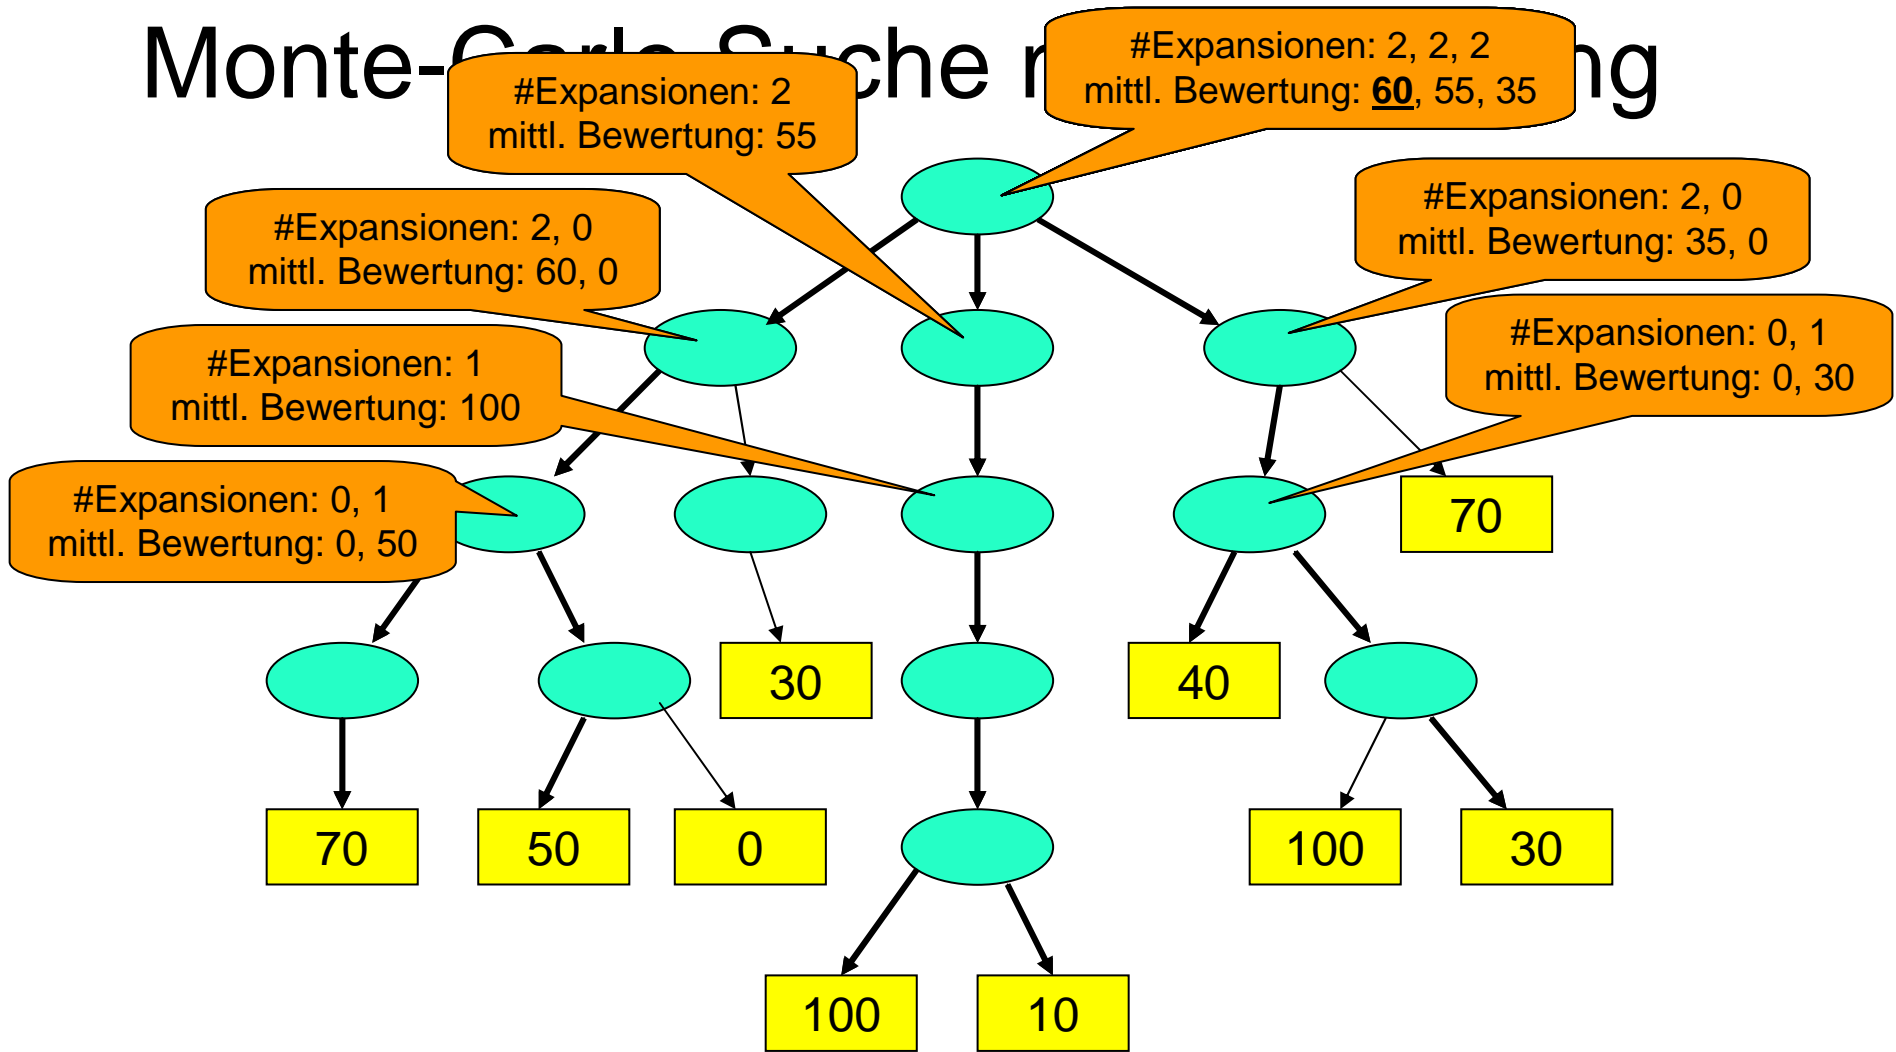 Monte-Carlo Suche
#Expansionen: 2, 2, 2
mittl. Bewertung: 60, 55, 35
#Expansionen: 2
mittl. Bewertung: 55
#Expansionen: 2, 0
mittl. Bewertung: 60, 0
#Expansionen: 2, 0
mittl. Bewertung: 35, 0
#Expansionen: 1
mittl. Bewertung: 100
#Expansionen: 0, 1
mittl. Bewertung: 0, 30
#Expansionen: 0, 1
mittl. Bewertung: 0, 50
70
30
40
70
50
0
100
30
100
10